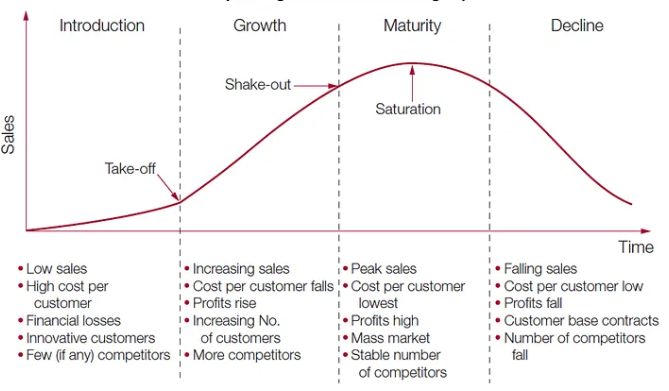 Introduction
Growth
Maturity
Decline
Sales
Shake-out
Saturation
Take-off
Time
• Low sales
• High cost per
customer
• Financial losses
• Innovative customers
• Few (if any) competitors
• Increasing sales
• Cost per customer falls
• Profits rise
• Increasing No.
of customers
• More competitors
• Peak sales
• Cost per customer
lowest
• Profits high
• Mass market
• Stable number
of competitors
• Falling sales
• Cost per customer low
• Profits fall
• Customer base contracts
• Number of competitors
fall